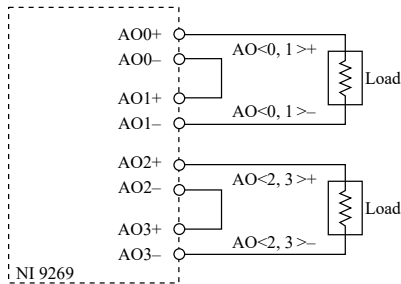 AO0+
AO0–
AO<0, 1>+
AO1+
Load
AO1–
AO<0, 1>–
AO2+
AO2–
AO<2, 3>+
AO3+
Load
AO3–
AO<2, 3>–
NI 9269